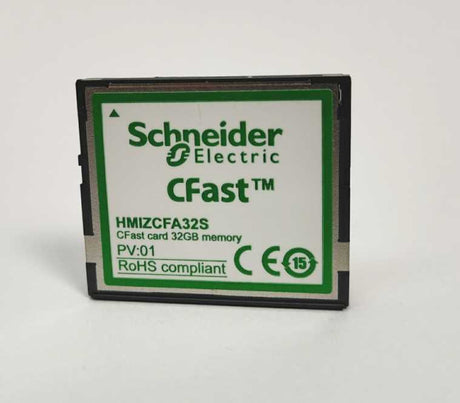 Schneider
Electric
CFast™
HMIZCFA32S
CFast card 32GB memory
PV:01
RoHS compliant
CE 15